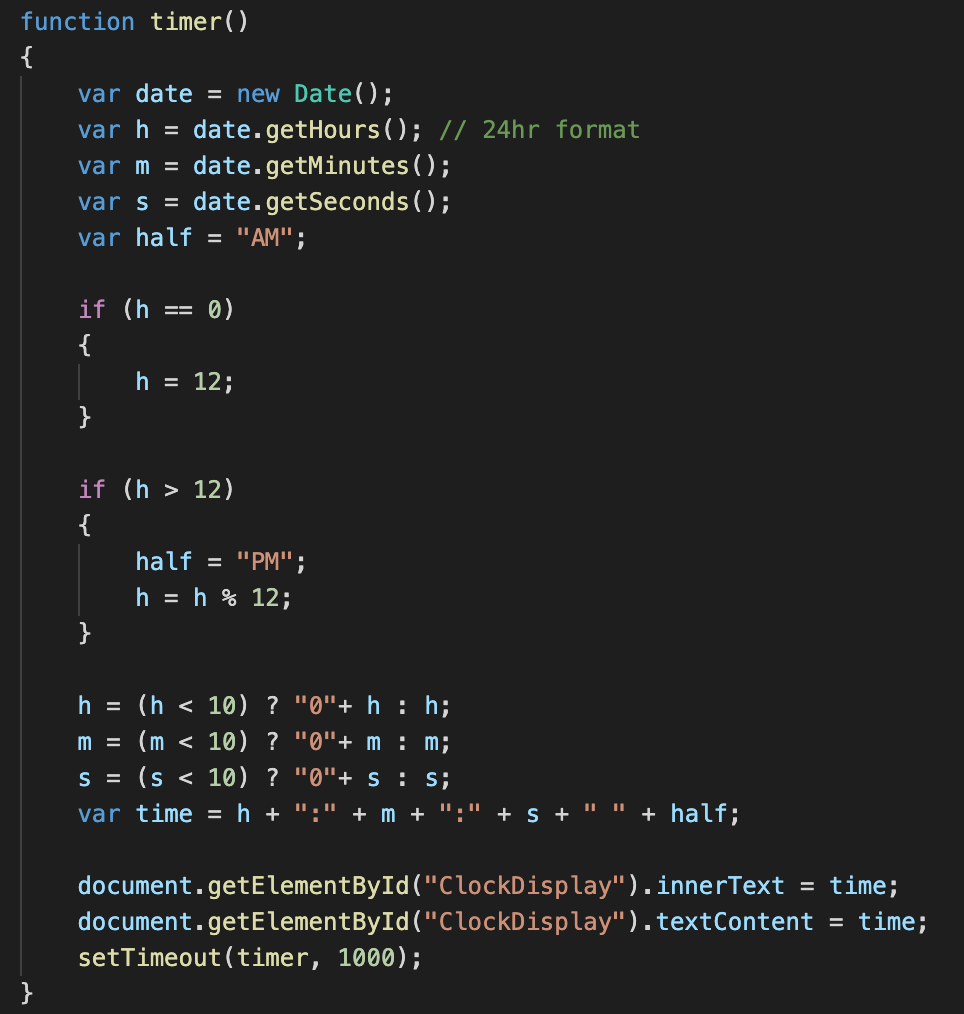 function timer()
{
    var date = new Date();
    var h = date.getHours(); // 24hr format
    var m = date.getMinutes();
    var s = date.getSeconds();
    var half = "AM";

    if (h == 0)
    {
        h = 12;
    }

    if (h > 12)
    {
        half = "PM";
        h = h % 12;
    }

    h = (h < 10) ? "0"+ h : h;
    m = (m < 10) ? "0"+ m : m;
    s = (s < 10) ? "0"+ s : s;
    var time = h + ":" + m + ":" + s + " " + half;

    document.getElementById("ClockDisplay").innerText = time;
    document.getElementById("ClockDisplay").textContent = time;
    setTimeout(timer, 1000);
}